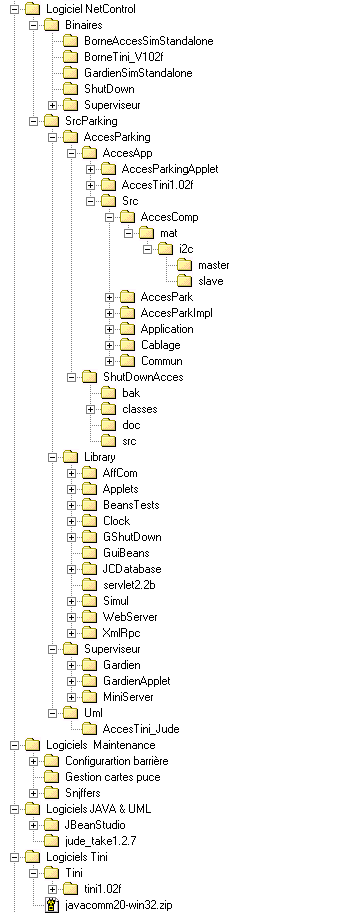 Logiciel NetControl
Binaires
BorneAccesSimStandalone
BorneTini_V102f
GardienSimStandalone
ShutDown
Superviseur
SrcParking
AccesParking
AccesApp
AccesParkingApplet
AccesTini1.02f
Src
AccesComp
mat
i2c
master
slave
AccesPark
AccesParkImpl
Application
Cablage
Commun
ShutDownAcces
bak
classes
doc
src
Library
AffCom
Applets
BeansTests
Clock
GShutDown
GuiBeans
JCDatabase
servlet2.2b
Simul
WebServer
XmlRpc
Superviseur
Gardien
GardienApplet
MiniServer
Uml
AccesTini_Jude
Logiciels Maintenance
Configurartion barrière
Gestion cartes puce
Snjffers
Logiciels JAVA & UML
JBeanStudio
jude_take1.2.7
Logiciels Tini
Tini
tini1.02f
javacomm20-win32.zip